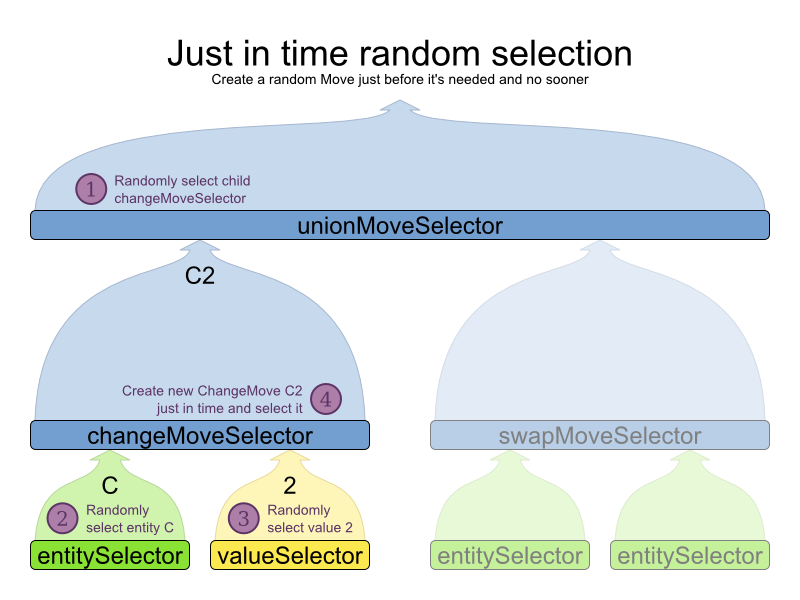 Just in time random selection
Create a random Move just before it's needed and no sooner
1
Randomly select child
changeMoveSelector
unionMoveSelector
C2
Create new ChangeMove C2
just in time and select it
4
changeMoveSelector
swapMoveSelector
C
2
2
Randomly
select entity C
3
Randomly
select value 2
entitySelector
valueSelector
entitySelector
entitySelector